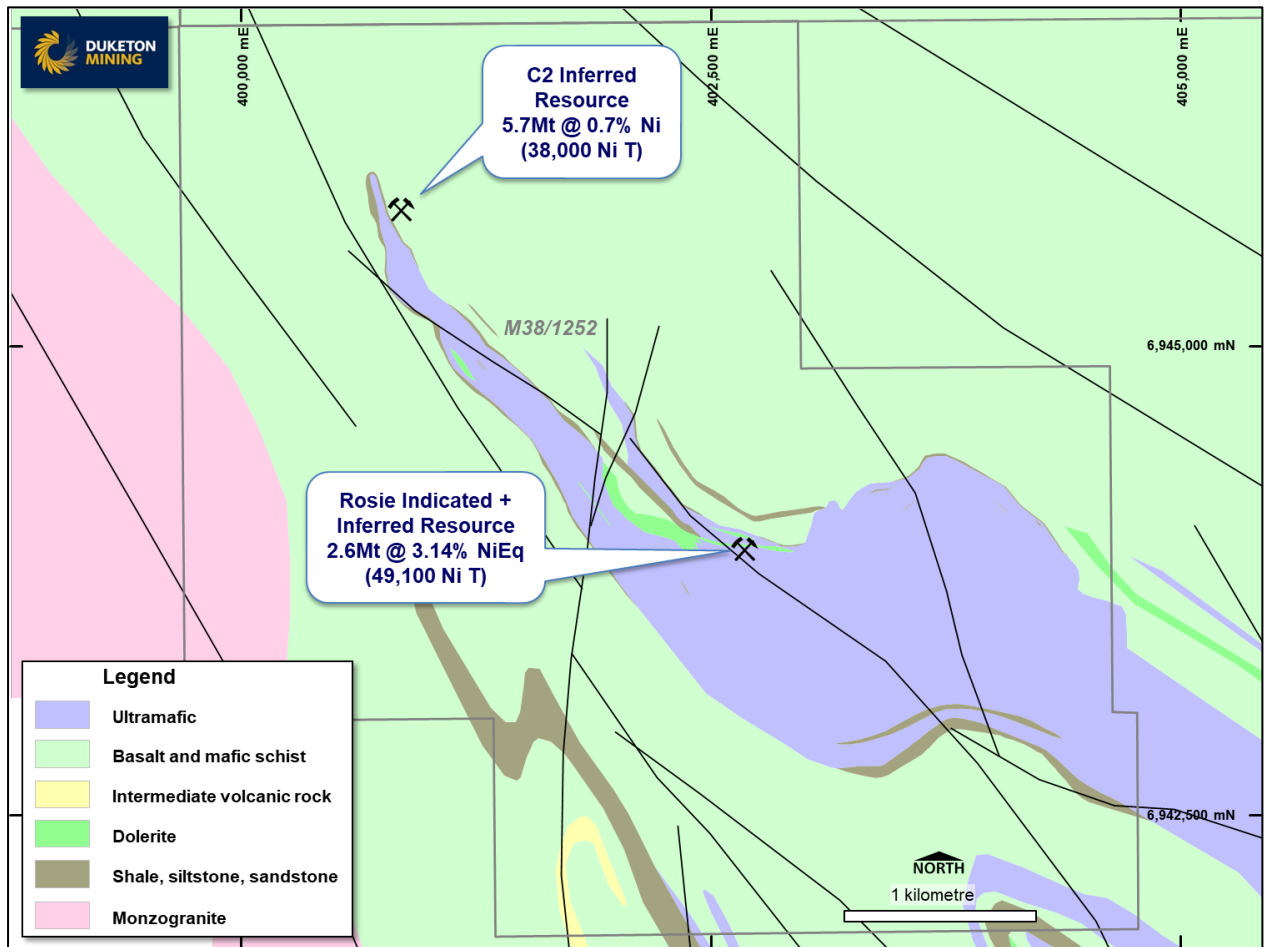 DUKETON
MINING
400,000 mE
402,500 mE
405,000 mE
C2 Inferred
Resource
5.7Mt @ 0.7% Ni
(38,000 Ni T)
M38/1252
6,945,000 mN
Rosie Indicated +
Inferred Resource
2.6Mt @ 3.14% NiEq
(49,100 Ni T)
Legend
Ultramafic
Basalt and mafic schist
Intermediate volcanic rock
Dolerite
Shale, siltstone, sandstone
Monzogranite
6,942,500 mN
NORTH
1 kilometre